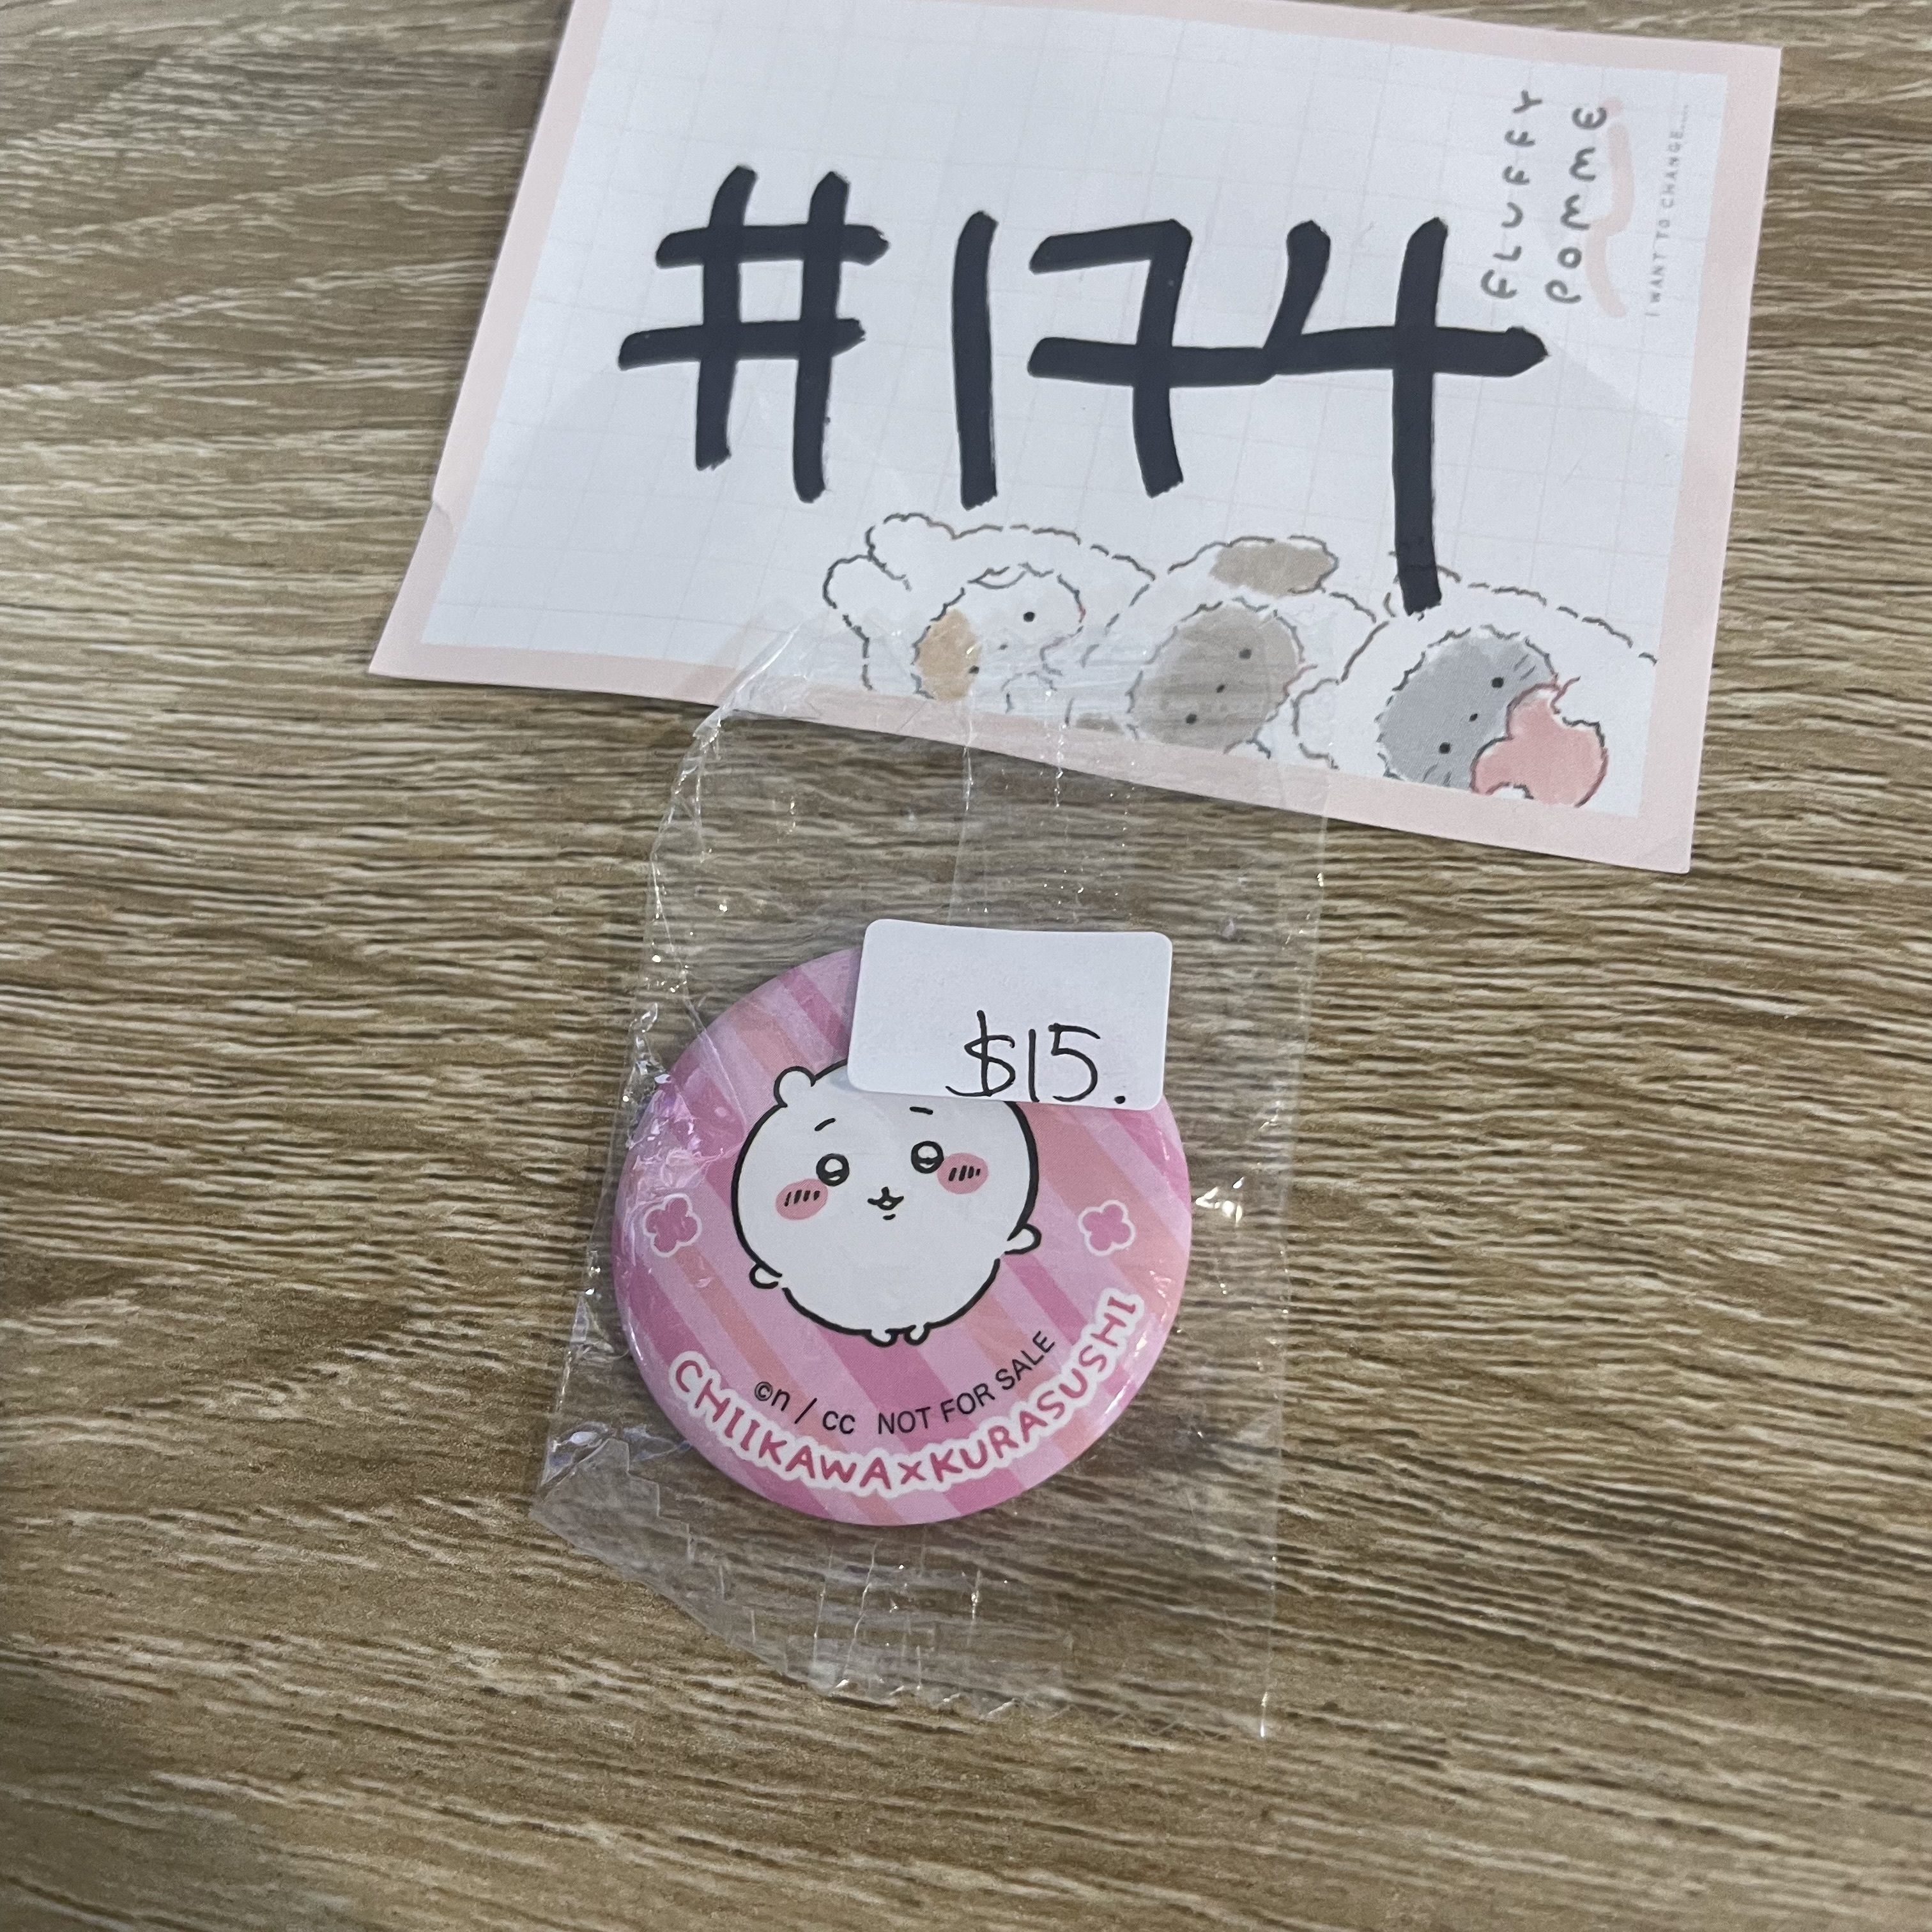 #174
FLUFFY
POMME
I WANT TO CHANGE...
$15.
©n / cc NOT FOR SALE
CHIIKAWA×KURASUSHI